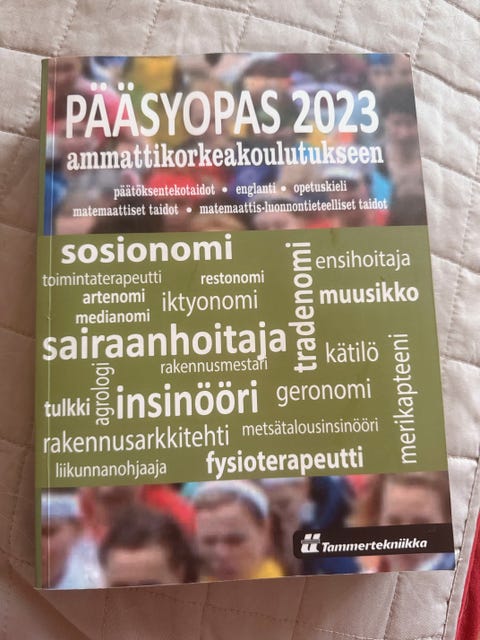 PÄÄSYOPAS 2023
ammattikorkeakoulutukseen
päätöksentekotaidot • englanti • opetuskieli
matemaattiset taidot • matemaattis-luonnontieteelliset taidot
sosionomi
ensihoitaja
toimintaterapeutti
restonomi
artenomi
iktyonomi
tradenomi
muusikko
medianomi
sairaanhoitaja
kätilö
rakennusmestari
agrologi
insinööri
geronomi
merikapteeni
tulkki
rakennusarkkitehti
metsätalousinsinööri
liikunnanohjaaja
fysioterapeutti
tt Tammertekniikka